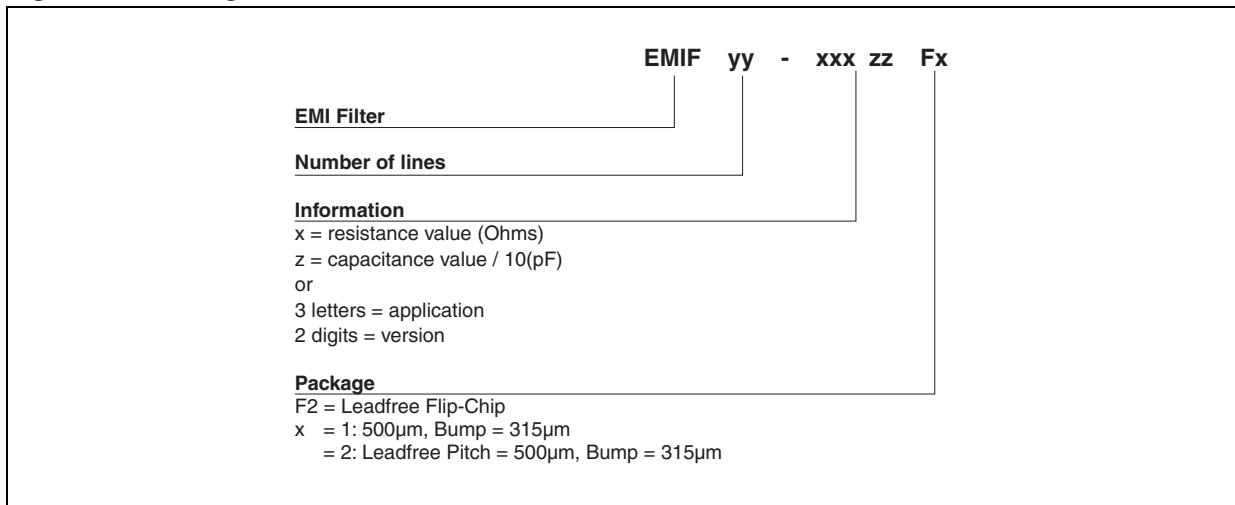 EMIF yy - xxx zz Fx
EMI Filter
Number of lines
Information
x = resistance value (Ohms)
z = capacitance value / 10(pF)
or
3 letters = application
2 digits = version
Package
F2 = Leadfree Flip-Chip
x = 1: 500µm, Bump = 315µm
= 2: Leadfree Pitch = 500µm, Bump = 315µm